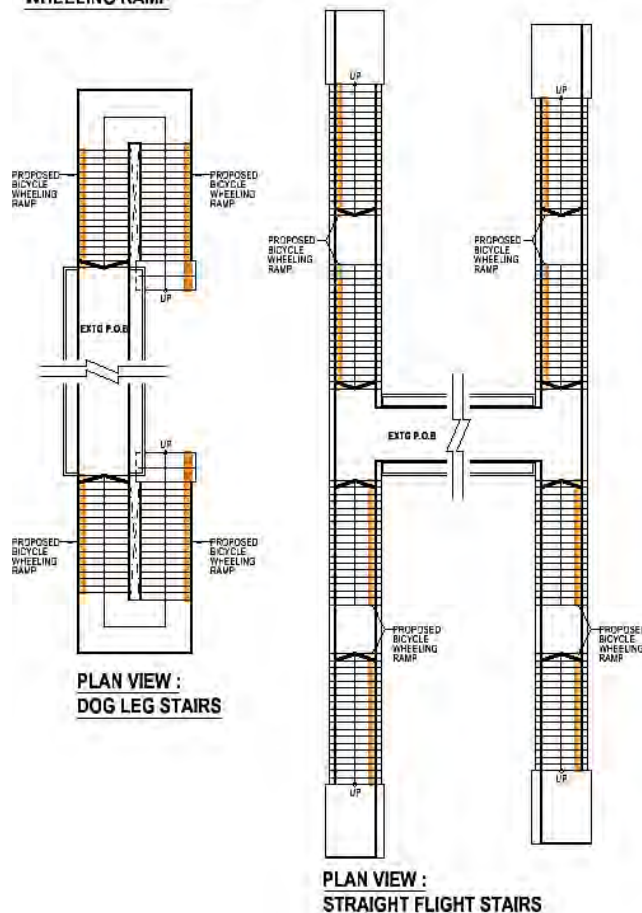 WHEELING RAMP
UP
UP
PROPOSED
BICYCLE
WHEELING
RAMP
PROPOSED
BICYCLE
WHEELING
RAMP
PROPOSED
BICYCLE
WHEELING
RAMP
PROPOSED
BICYCLE
WHEELING
RAMP
UP
EXTG P.O.B
EXTG P.O.B
UP
PROPOSED
BICYCLE
WHEELING
RAMP
PROPOSED
BICYCLE
WHEELING
RAMP
PROPOSED
BICYCLE
WHEELING
RAMP
PROPOSED
BICYCLE
WHEELING
RAMP
PLAN VIEW :
DOG LEG STAIRS
UP
UP
PLAN VIEW :
STRAIGHT FLIGHT STAIRS